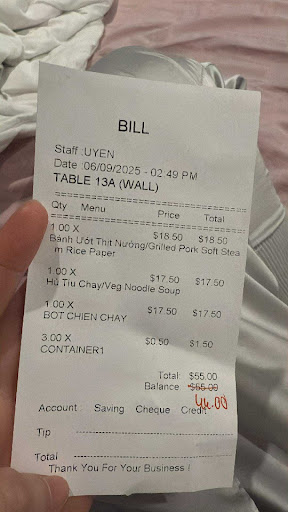 BILL
Staff :UYEN
Date :06/09/2025 - 02:49 PM
TABLE 13A (WALL)
Qty Menu Price Total
1.00 X $18.50 $18.50
Bánh Ướt Thịt Nướng/Grilled Pork Soft Stea
m Rice Paper
1.00 X $17.50 $17.50
Hủ Tíu Chay/Veg Noodle Soup
1.00 X $17.50 $17.50
BOT CHIEN CHAY
3.00 X $0.50 $1.50
CONTAINER1
Total: $55.00
Balance: $55.00
44.00
Account : Saving Cheque Credit
Tip
Total
Thank You For Your Business !